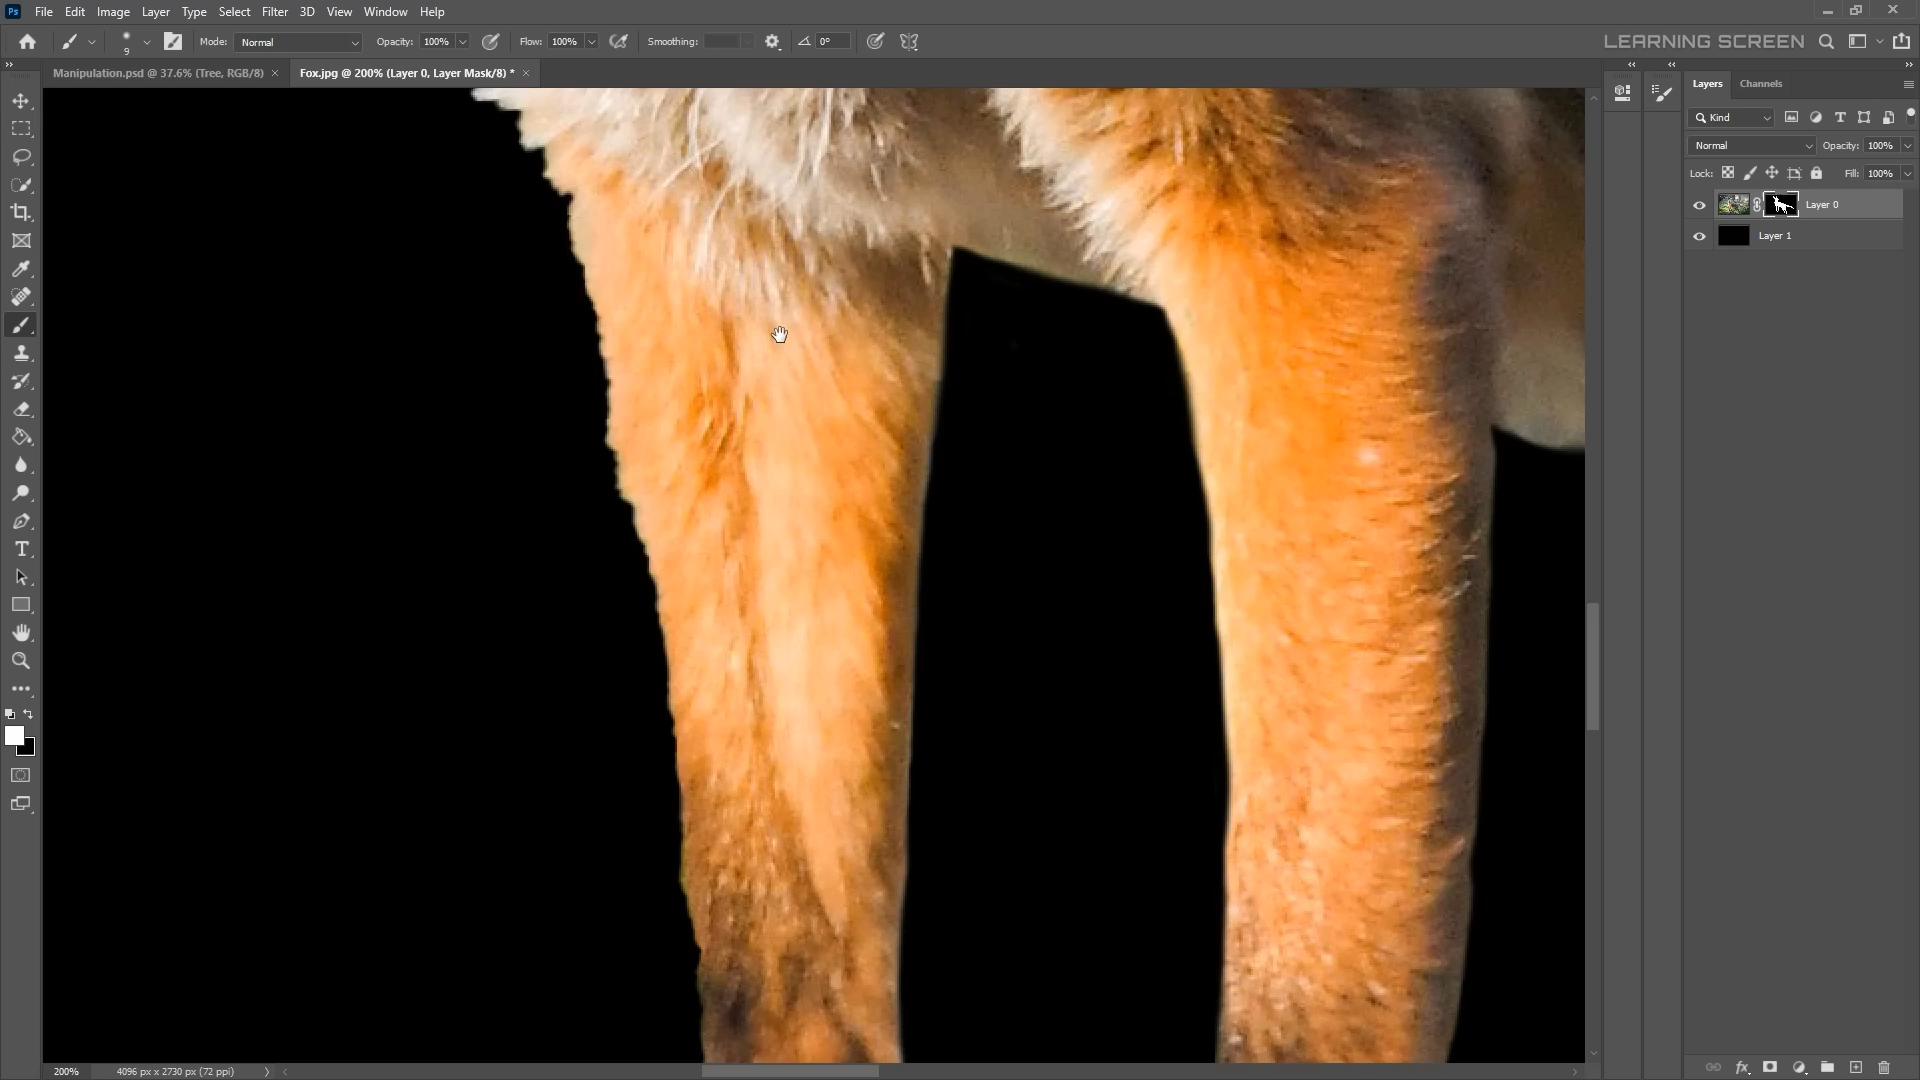 Ps File Edit Image Layer Type Select Filter 3D View Window Help
9 Mode: Normal Opacity: 100% Flow: 100% Smoothing: 0° LEARNING SCREEN
Manipulation.psd @ 37.6% (Tree, RGB/8) × Fox.jpg @ 200% (Layer 0, Layer Mask/8) * ×
Layers Channels
Kind
Normal Opacity: 100%
Lock: Fill: 100%
Layer 0
Layer 1
200% 4096 px x 2730 px (72 ppi)